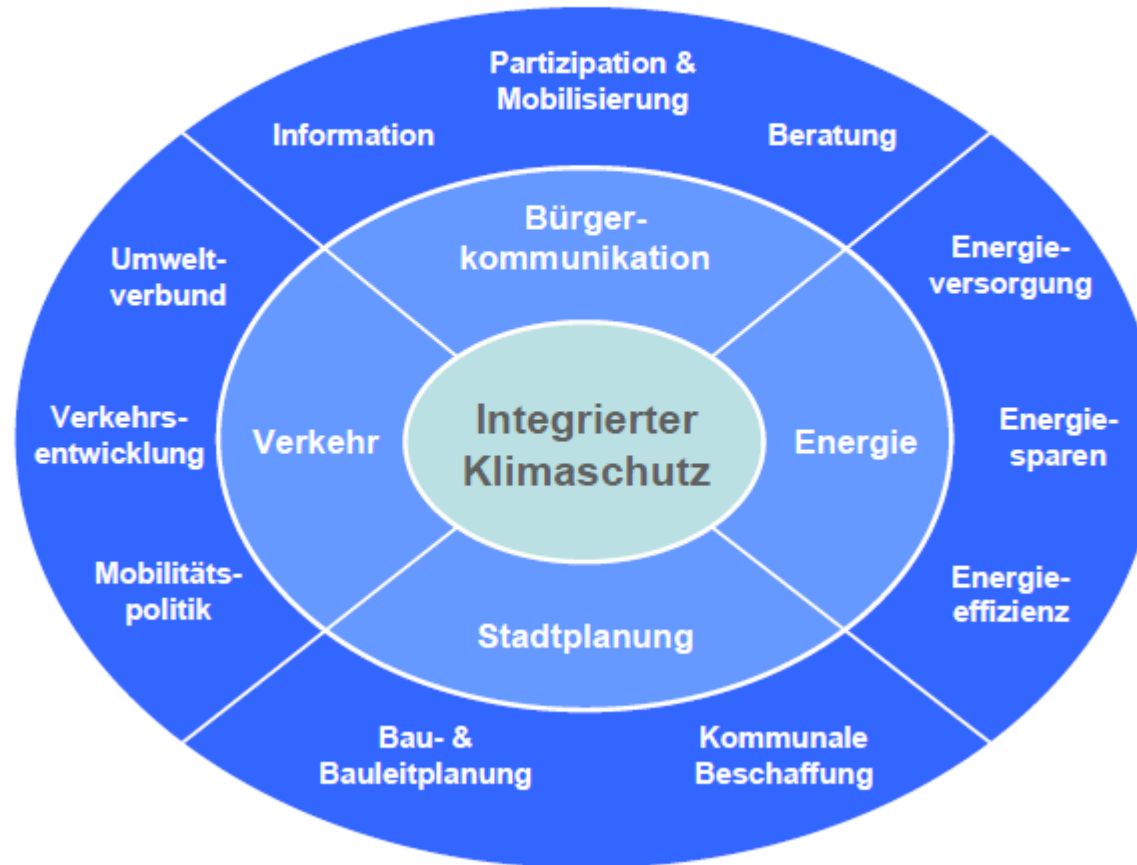 Partizipation &
Mobilisierung
Information
Beratung
Bürger-
kommunikation
Umwelt-
verbund
Energie-
versorgung
Verkehrs-
entwicklung
Verkehr
Integrierter
Klimaschutz
Energie
Energie-
sparen
Mobilitäts-
politik
Energie-
effizienz
Stadtplanung
Bau- &
Bauleitplanung
Kommunale
Beschaffung